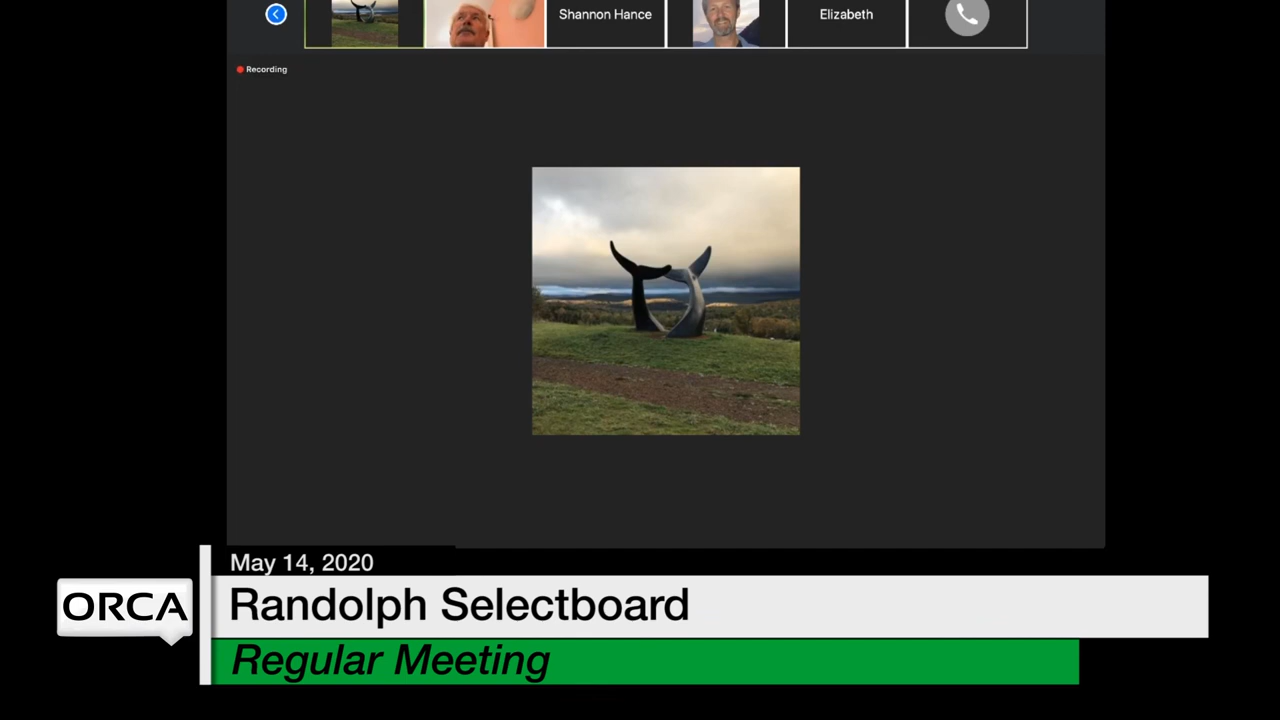 Shannon Hance
Elizabeth
Recording
May 14, 2020
ORCA
Randolph Selectboard
Regular Meeting